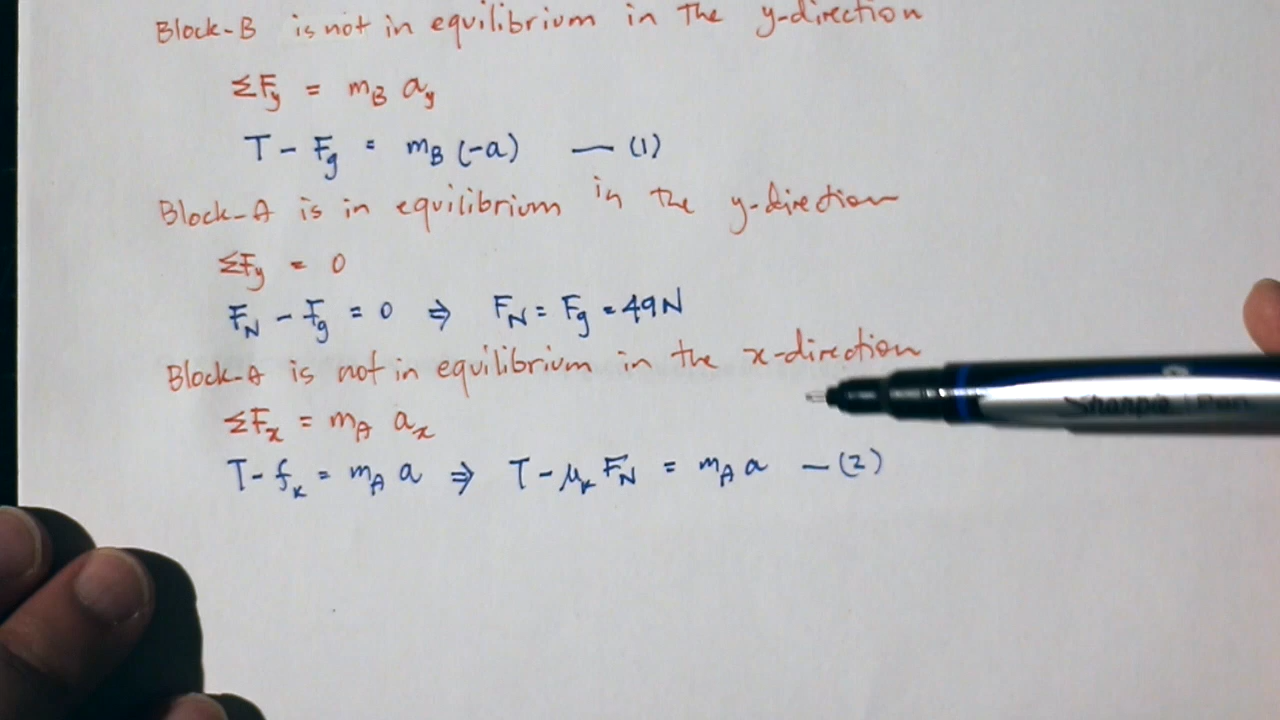 Block-B is not in equilibrium in the y-direction
ΣFy = mB ay
T - Fg = mB (-a) — (1)
Block-A is in equilibrium in the y-direction
ΣFy = 0
FN - Fg = 0 ⇒ FN = Fg = 49N
Block-A is not in equilibrium in the x-direction
ΣFx = mA ax
T - fk = mA a ⇒ T - μk FN = mA a — (2)
Sharpie Pen